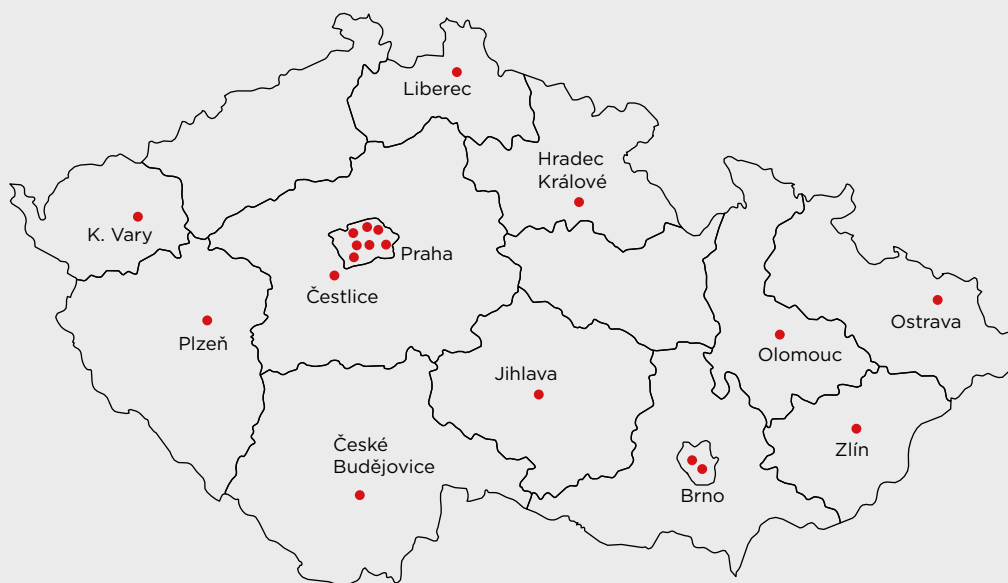 Liberec
Hradec
Králové
K. Vary
Praha
Čestlice
Ostrava
Plzeň
Olomouc
Jihlava
České
Budějovice
Zlín
Brno